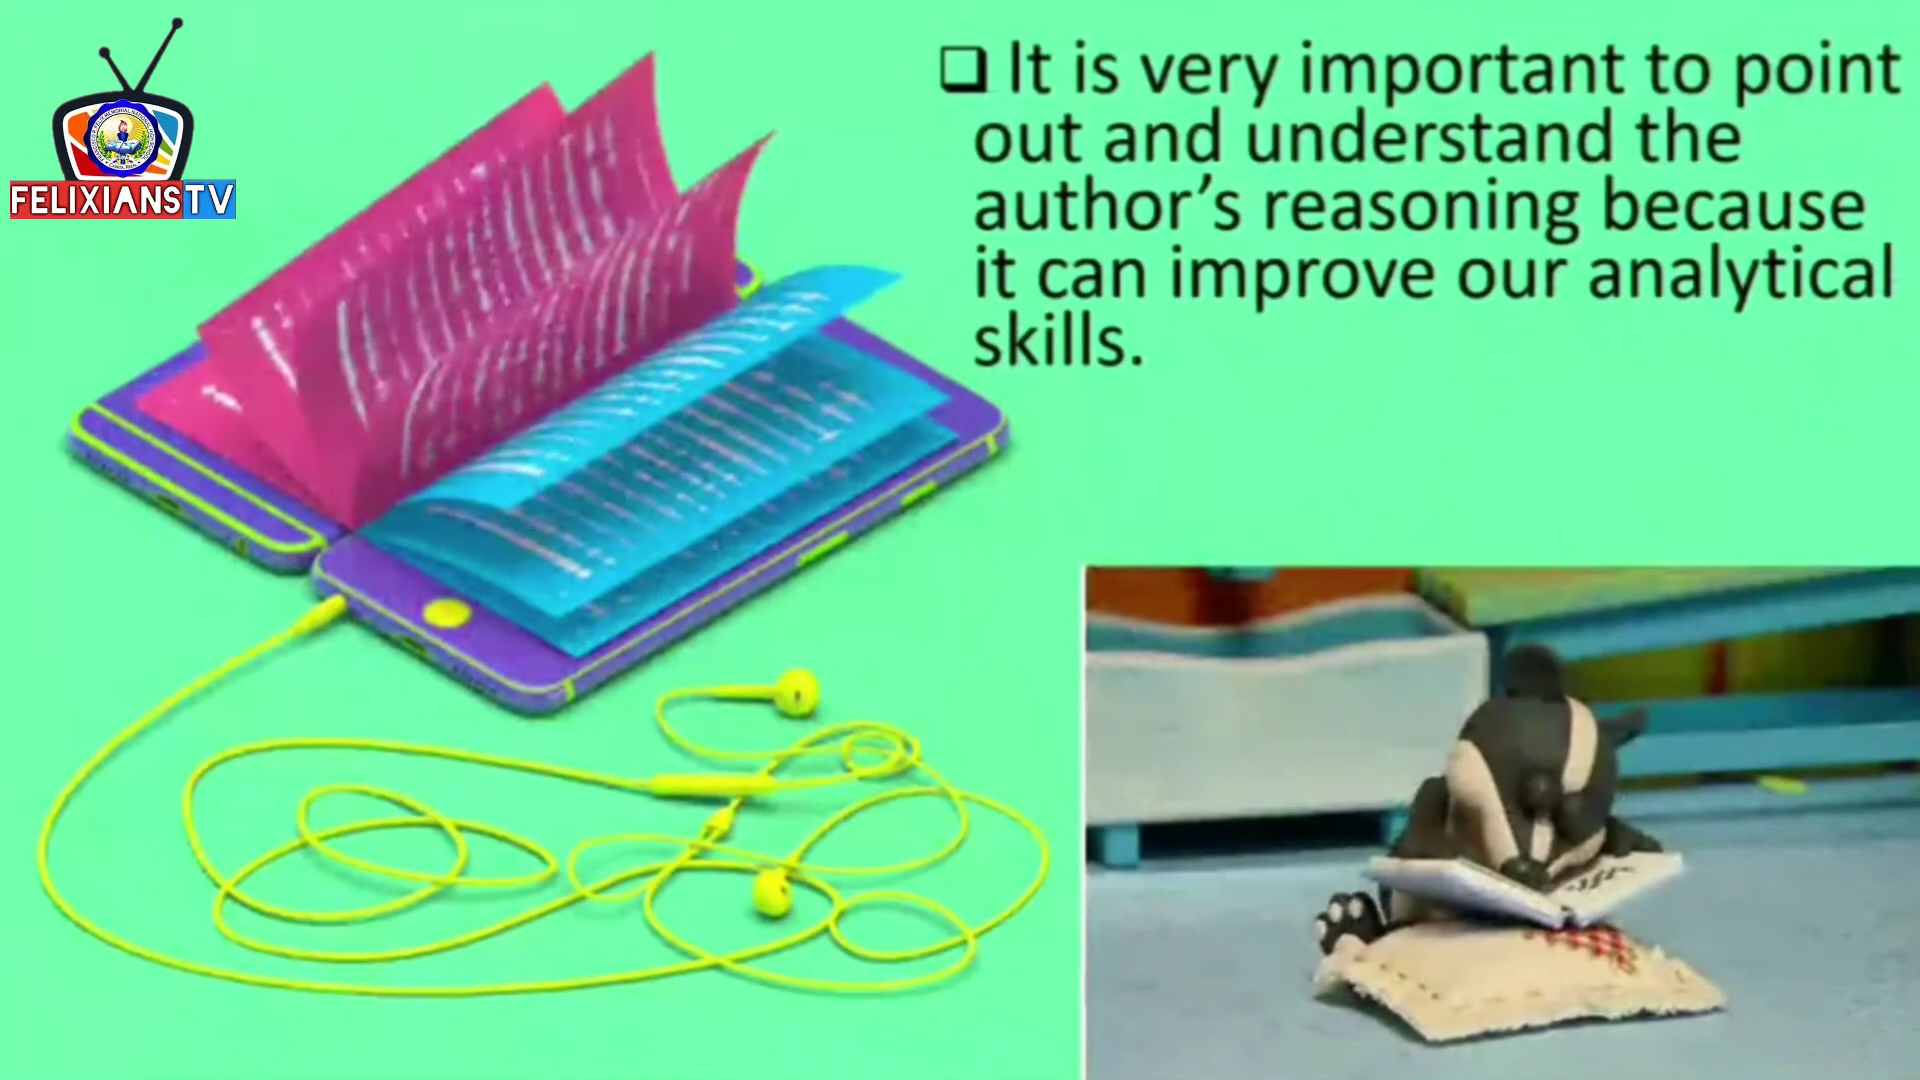 FELIXIANSTV
❑ It is very important to point
out and understand the
author's reasoning because
it can improve our analytical
skills.